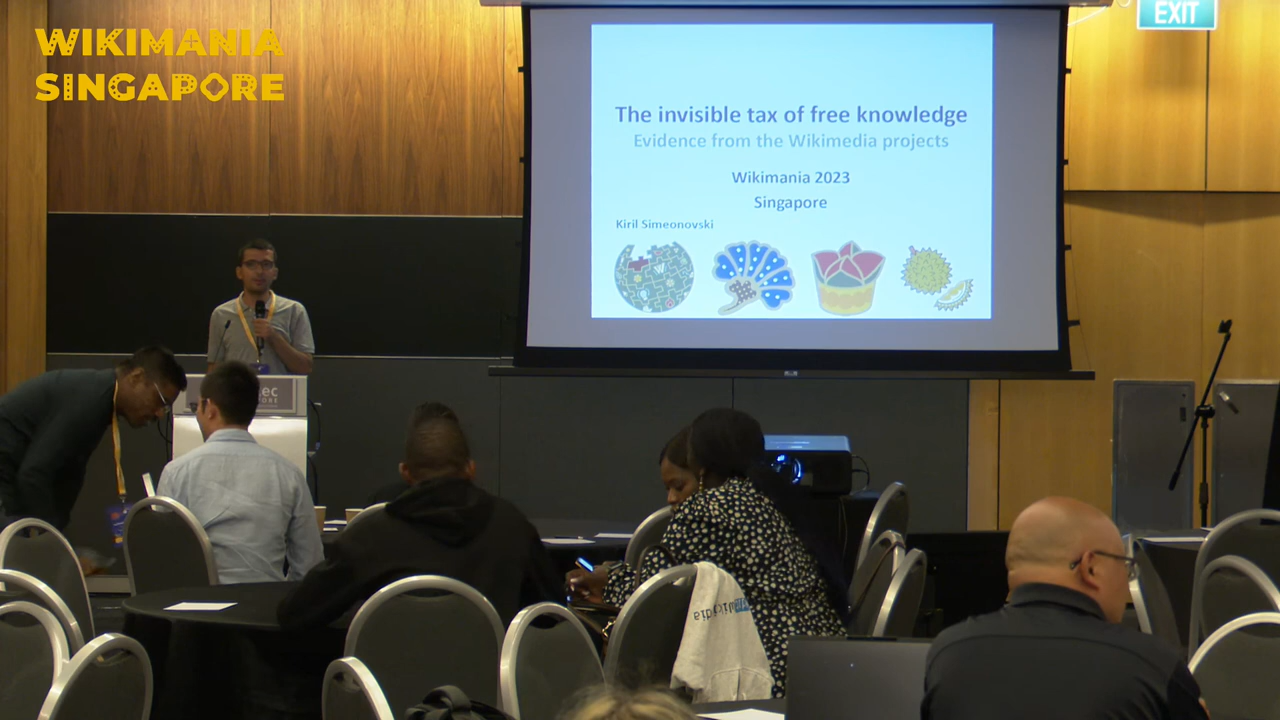 WIKIMANIA
SINGAPORE
EXIT
The invisible tax of free knowledge
Evidence from the Wikimedia projects
Wikimania 2023
Singapore
Kiril Simeonovski